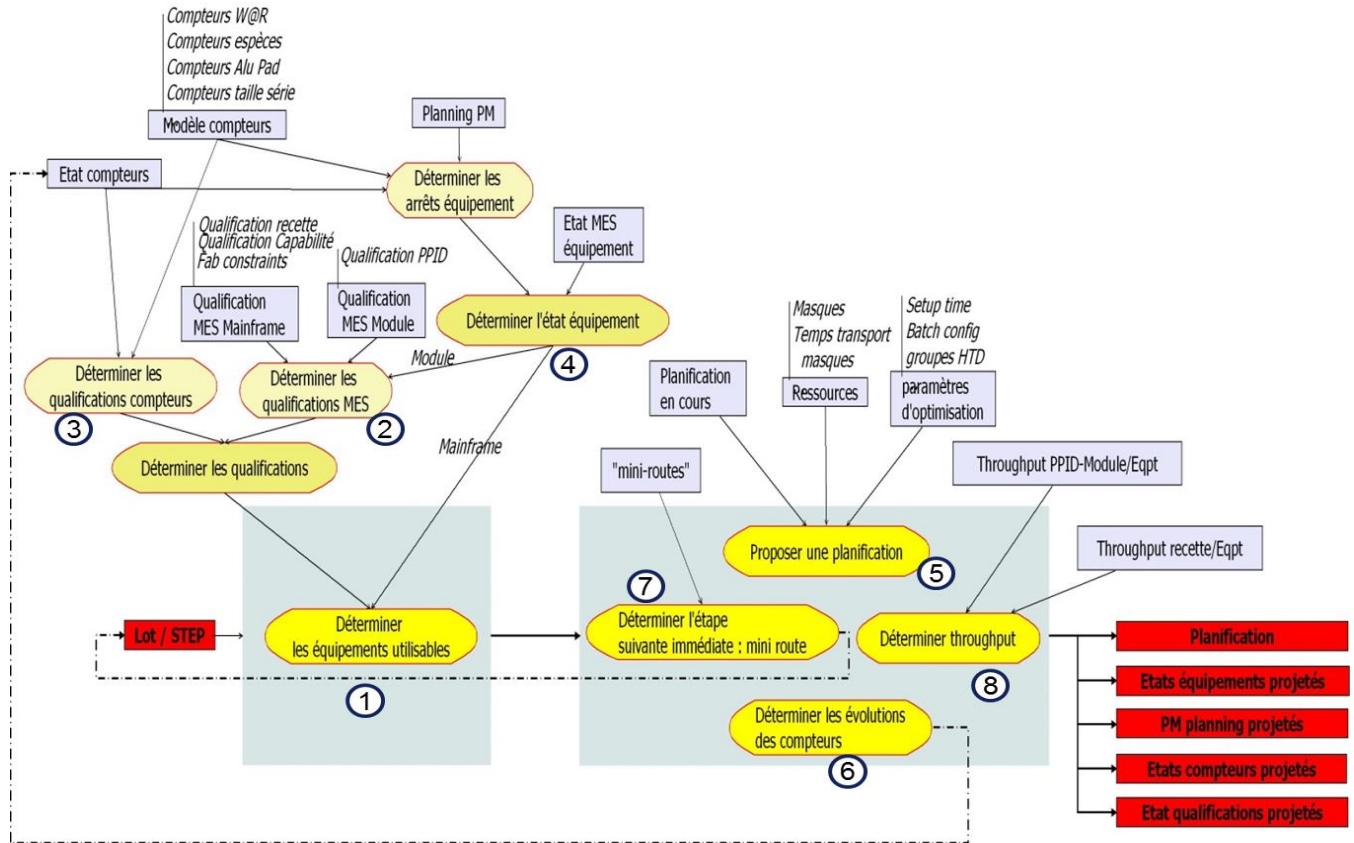 Compteurs W@R
Compteurs espèces
Compteurs Alu Pad
Compteurs taille série
Modèle compteurs
Planning PM
Etat compteurs
Déterminer les
arrêts équipement
Qualification recette
Qualification Capabilité
Fab constraints
Qualification PPID
Etat MES
équipement
Qualification
MES Mainframe
Qualification
MES Module
Déterminer l'état équipement
4
Masques
Temps transport
masques
Setup time
Batch config
groupes HTD
Module
Planification
en cours
Ressources
paramètres
d'optimisation
Déterminer les
qualifications compteurs
3
Déterminer les
qualifications MES
2
Mainframe
Déterminer les qualifications
"mini-routes"
Throughput PPID-Module/Eqpt
Proposer une planification
5
Throughput recette/Eqpt
7
Lot / STEP
Déterminer
les équipements utilisables
1
Déterminer l'étape
suivante immédiate : mini route
Déterminer throughput
8
Planification
Etats équipements projetés
PM planning projetés
Etats compteurs projetés
Etat qualifications projetés
Déterminer les évolutions
des compteurs
6